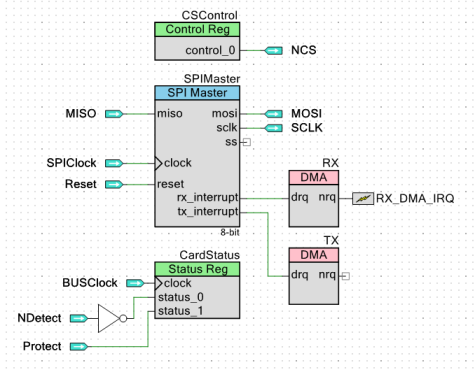 CSControl
Control Reg
control_0 NCS
SPIMaster
SPI Master
MISO miso mosi MOSI
sclk SCLK
ss
SPIClock clock
Reset reset
rx_interrupt
tx_interrupt
8-bit
RX
DMA
drq nrq RX_DMA_IRQ
TX
DMA
drq nrq
CardStatus
Status Reg
BUSClock clock
status_0
NDetect status_1
Protect